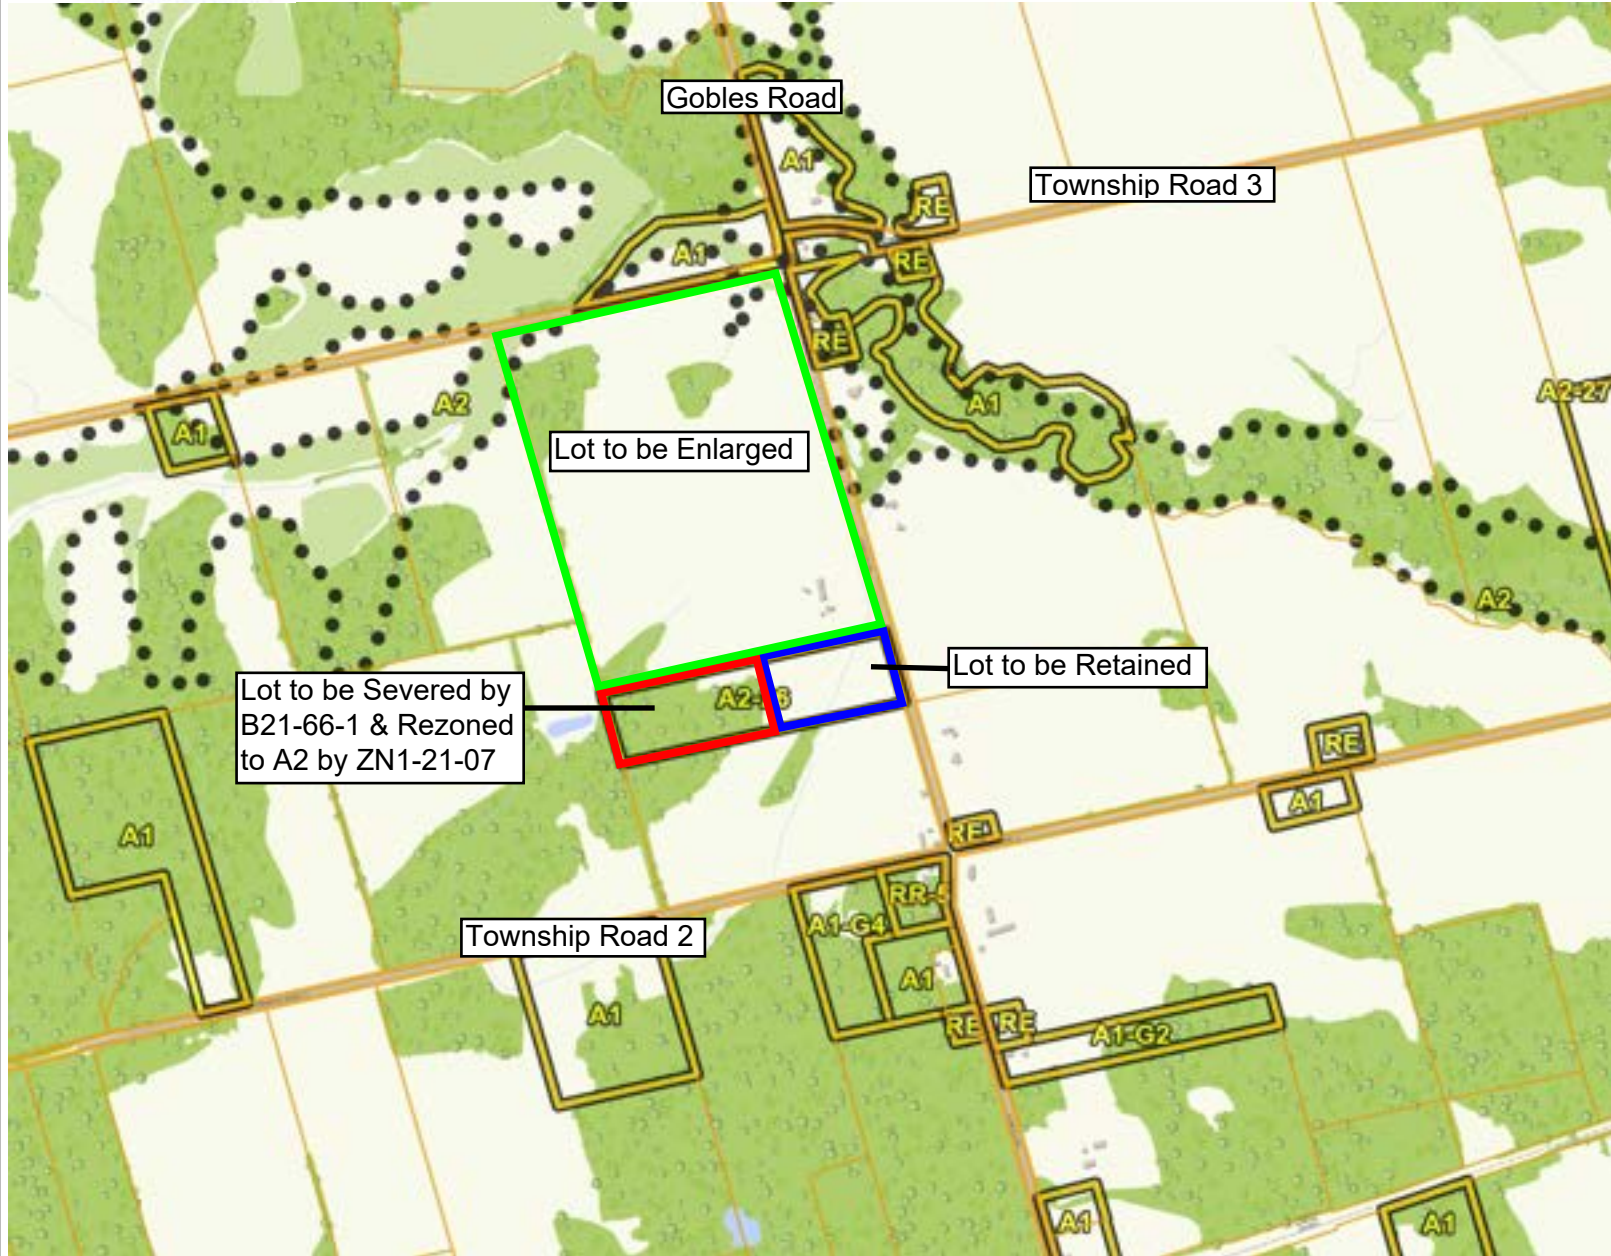 Gobles Road
A1
Township Road 3
RE
A1
RE
RE
A2-27
A2
A1
A1
Lot to be Enlarged
A2
Lot to be Retained
Lot to be Severed by
B21-66-1 & Rezoned
to A2 by ZN1-21-07
RE
A1
A1
RE
RR-5
A1-G4
Township Road 2
A1
A1
RE
RE
A1-G2
A1
A1